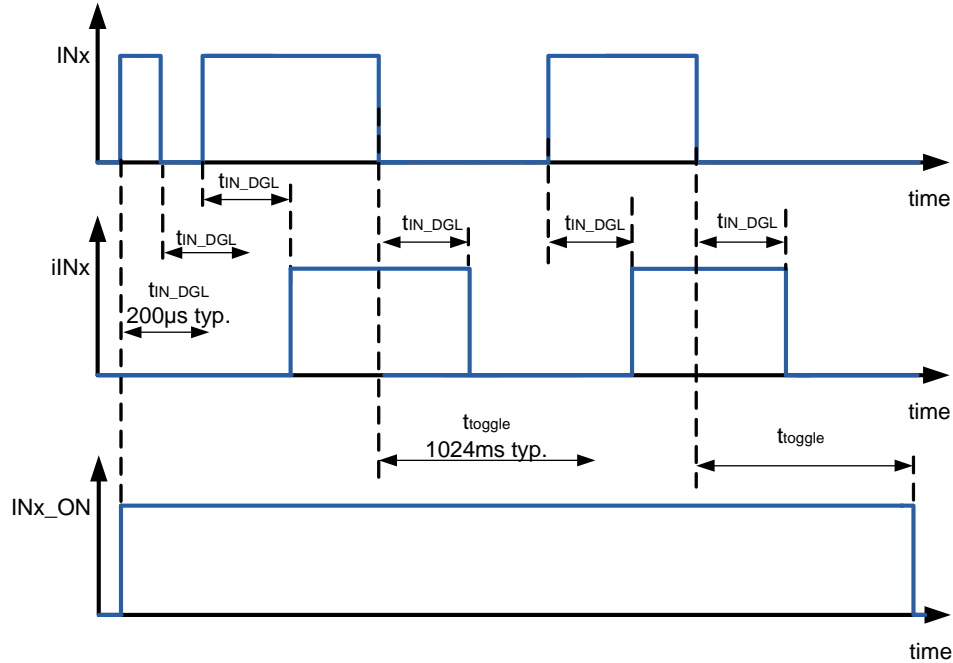 INx
time
tIN_DGL
tIN_DGL
tIN_DGL
tIN_DGL
tIN_DGL
iINx
tIN_DGL
200µs typ.
time
ttoggle
1024ms typ.
ttoggle
INx_ON
time